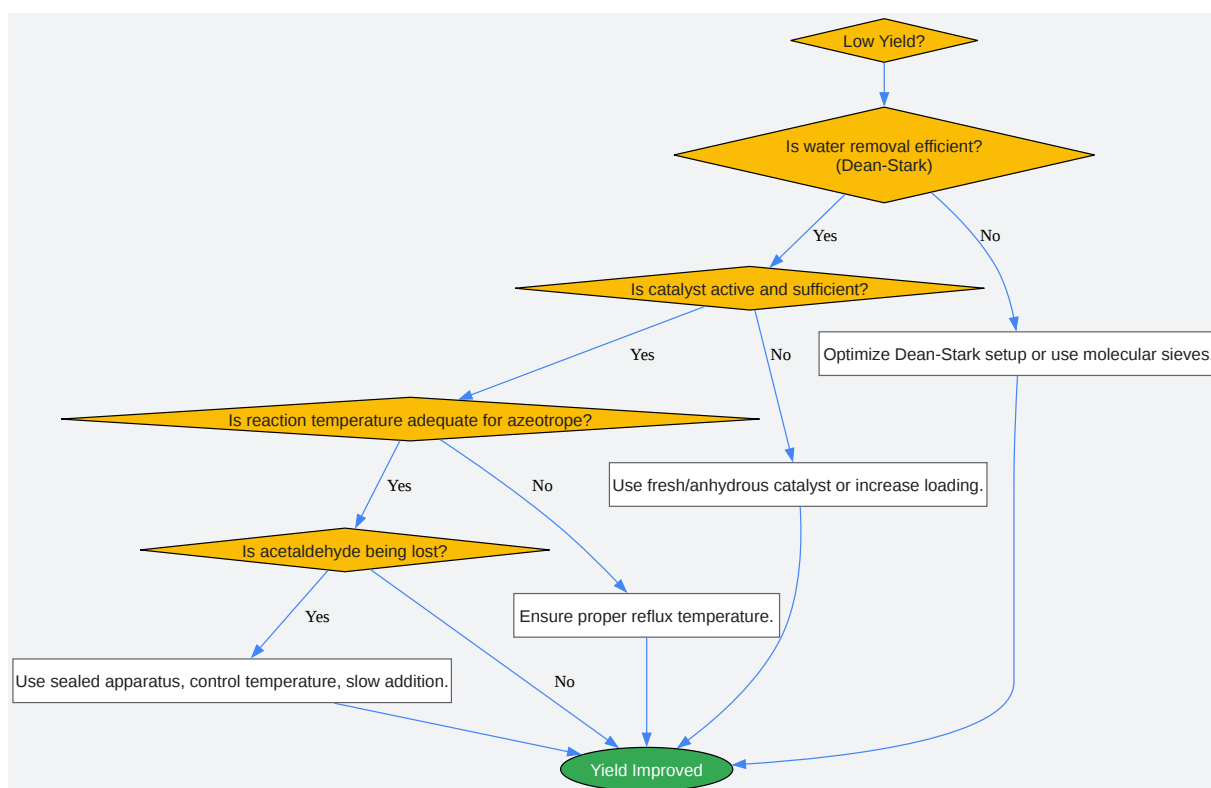 Low Yield?
Is water removal efficient?
(Dean-Stark)
Yes
No
Is catalyst active and sufficient?
Optimize Dean-Stark setup or use molecular sieves.
Yes
No
Is reaction temperature adequate for azeotrope?
Use fresh/anhydrous catalyst or increase loading.
Yes
No
Is acetaldehyde being lost?
Ensure proper reflux temperature.
Yes
No
Use sealed apparatus, control temperature, slow addition.
Yield Improved